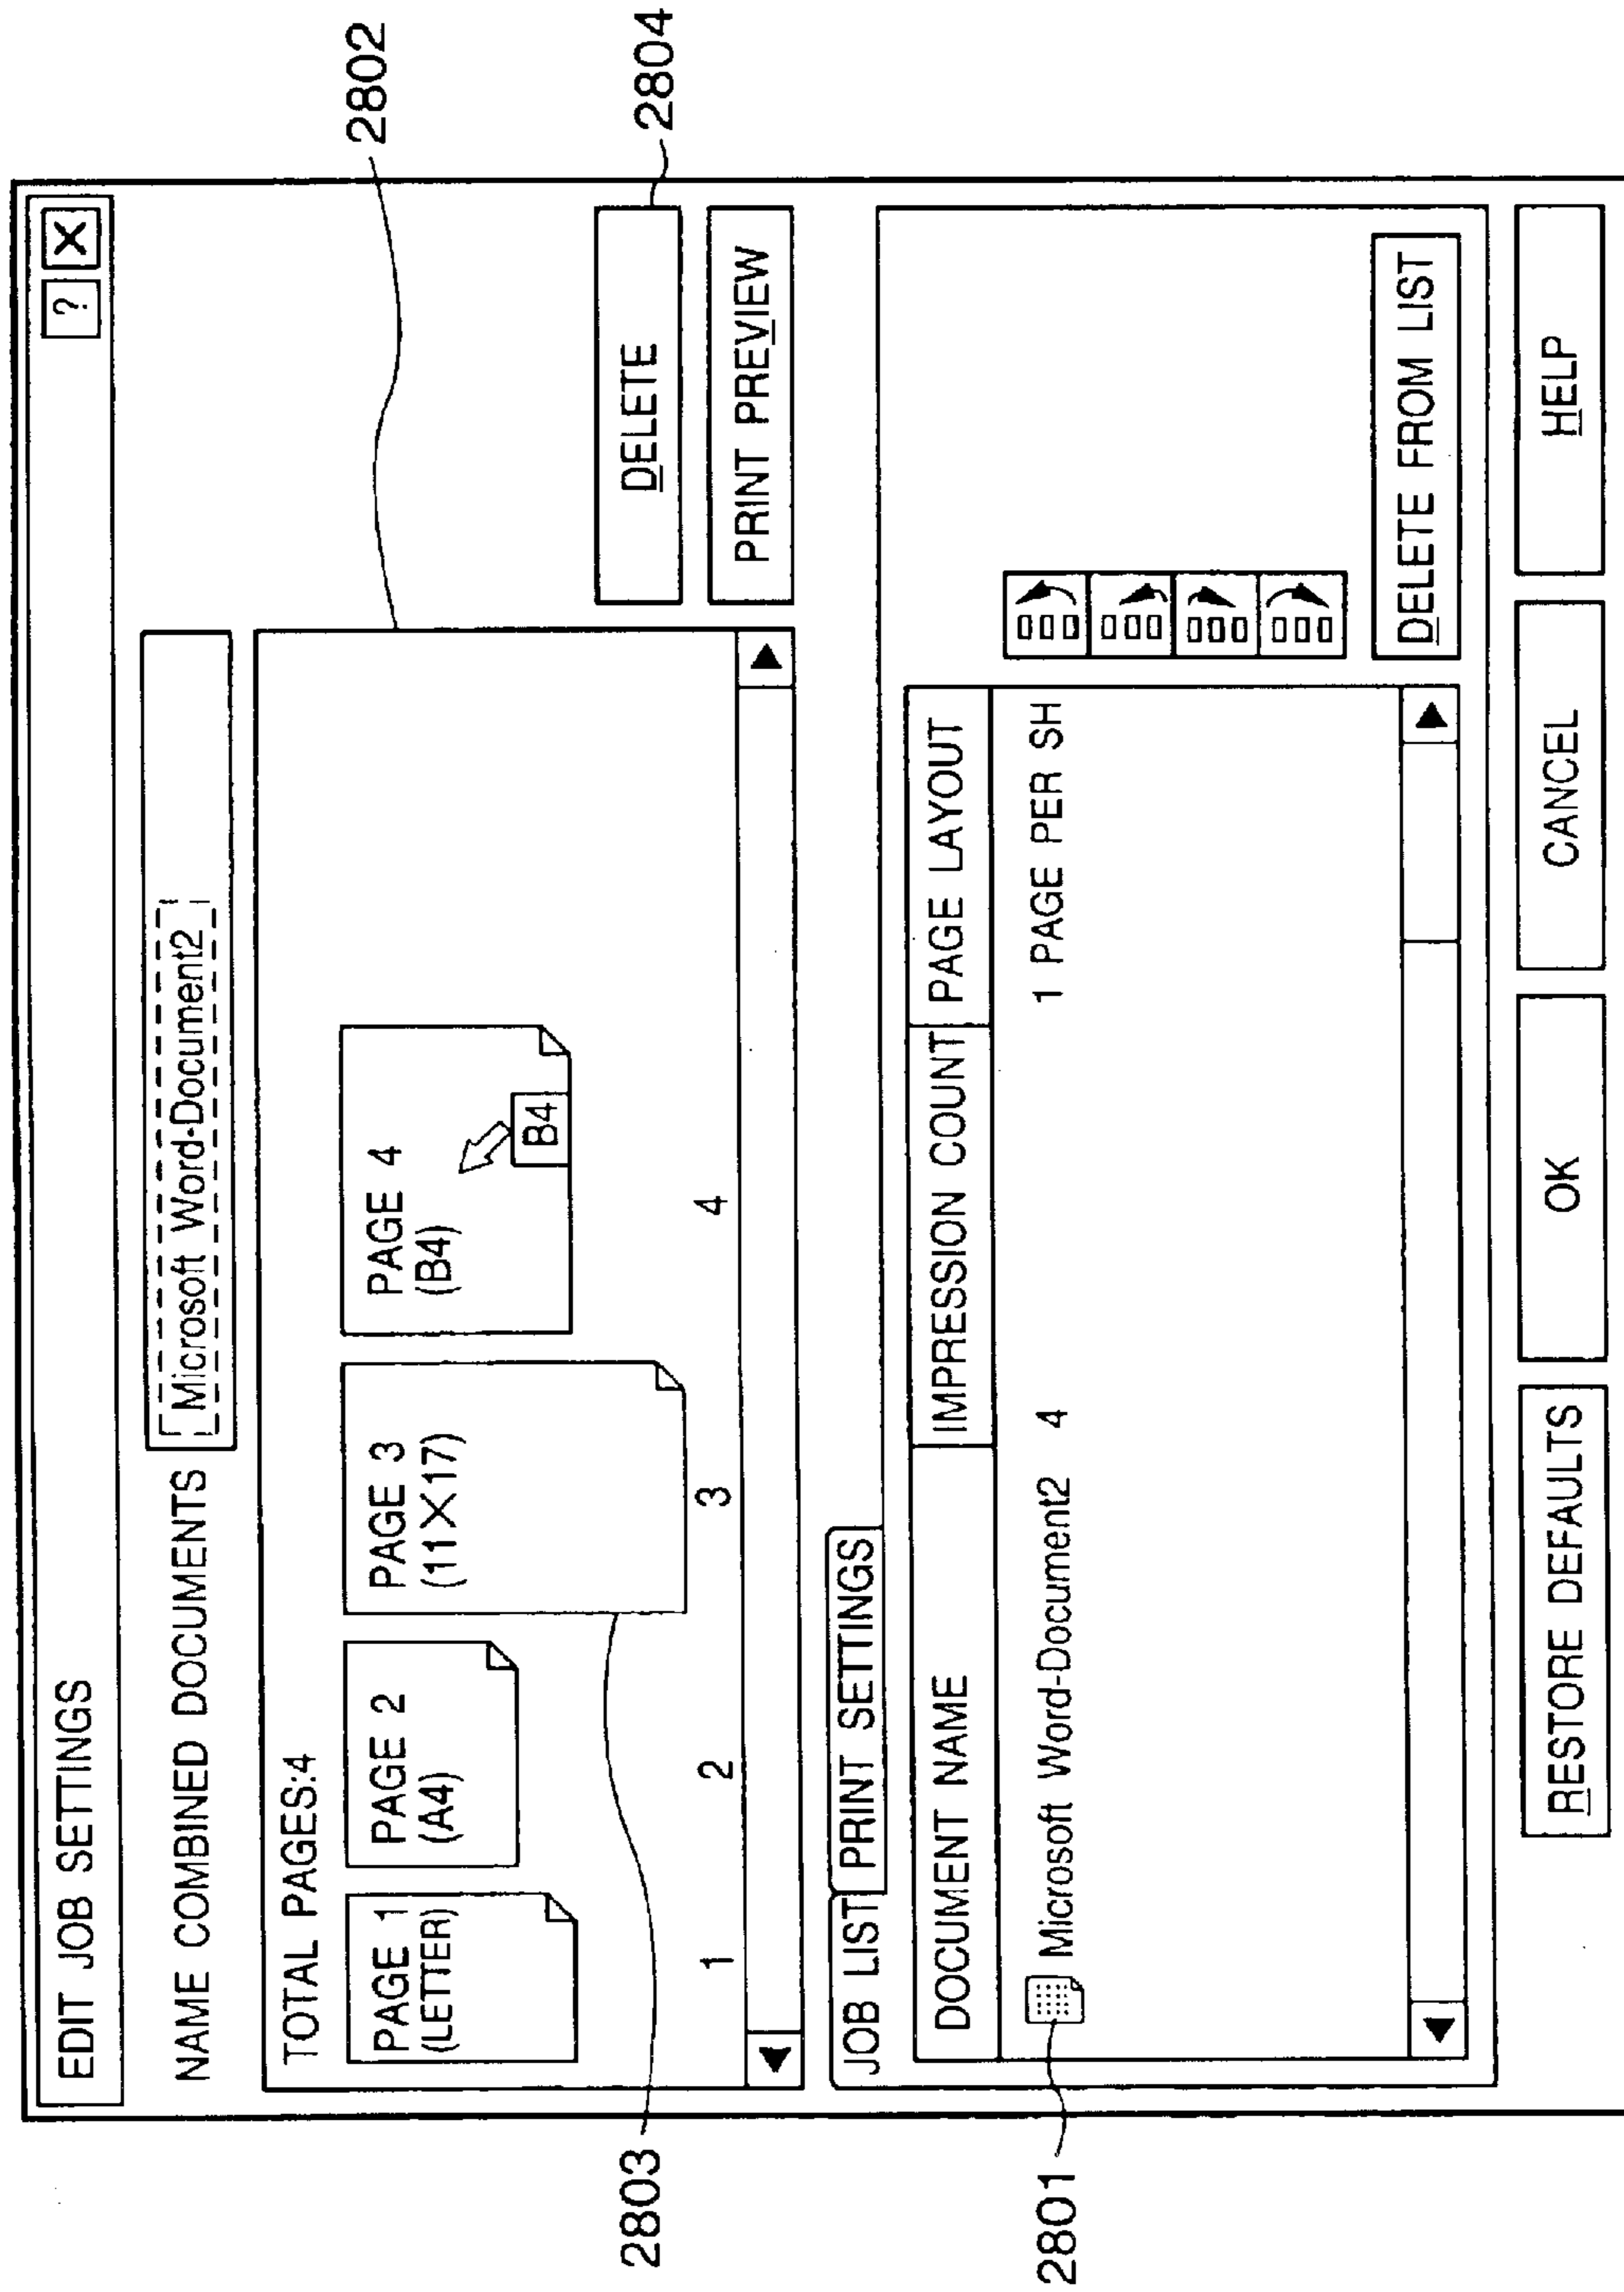 EDIT JOB SETTINGS ? X
NAME COMBINED DOCUMENTS Microsoft Word-Document2
2802
TOTAL PAGES:4
PAGE 1
(LETTER)
PAGE 2
(A4)
PAGE 3
(11×17)
PAGE 4
(B4)
B4
1 2 3 4
2803
DELETE
2804
PRINT PREVIEW
JOB LIST PRINT SETTINGS
DOCUMENT NAME IMPRESSION COUNT PAGE LAYOUT
2801
Microsoft Word-Document2 4 1 PAGE PER SH
DELETE FROM LIST
RESTORE DEFAULTS OK CANCEL HELP